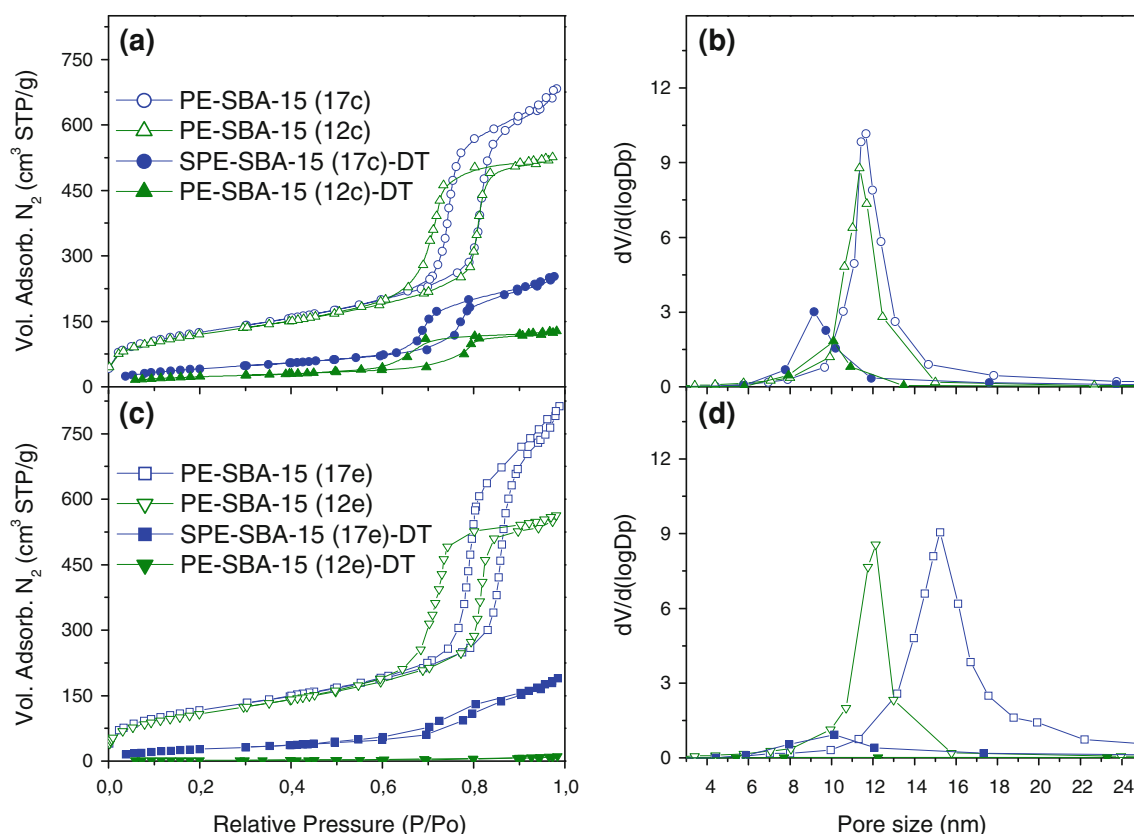 (a)
750
600
450
300
150
0
Vol. Adsorb. N₂ (cm³ STP/g)
PE-SBA-15 (17c)
PE-SBA-15 (12c)
SPE-SBA-15 (17c)-DT
PE-SBA-15 (12c)-DT
(b)
12
9
6
3
0
dV/d(logDp)
(c)
750
600
450
300
150
0
Vol. Adsorb. N₂ (cm³ STP/g)
PE-SBA-15 (17e)
PE-SBA-15 (12e)
SPE-SBA-15 (17e)-DT
PE-SBA-15 (12e)-DT
0,0 0,2 0,4 0,6 0,8 1,0
Relative Pressure (P/Po)
(d)
12
9
6
3
0
dV/d(logDp)
4 6 8 10 12 14 16 18 20 22 24
Pore size (nm)